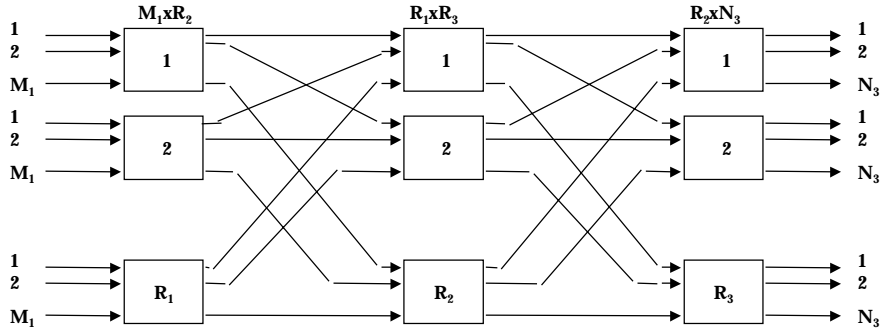 M₁xR₂ R₁xR₃ R₂xN₃
1 1
2 1 1 1 2
M₁ N₃
1 1
2 2 2 2 2
M₁ N₃
1 1
2 R₁ R₂ R₃ 2
M₁ N₃